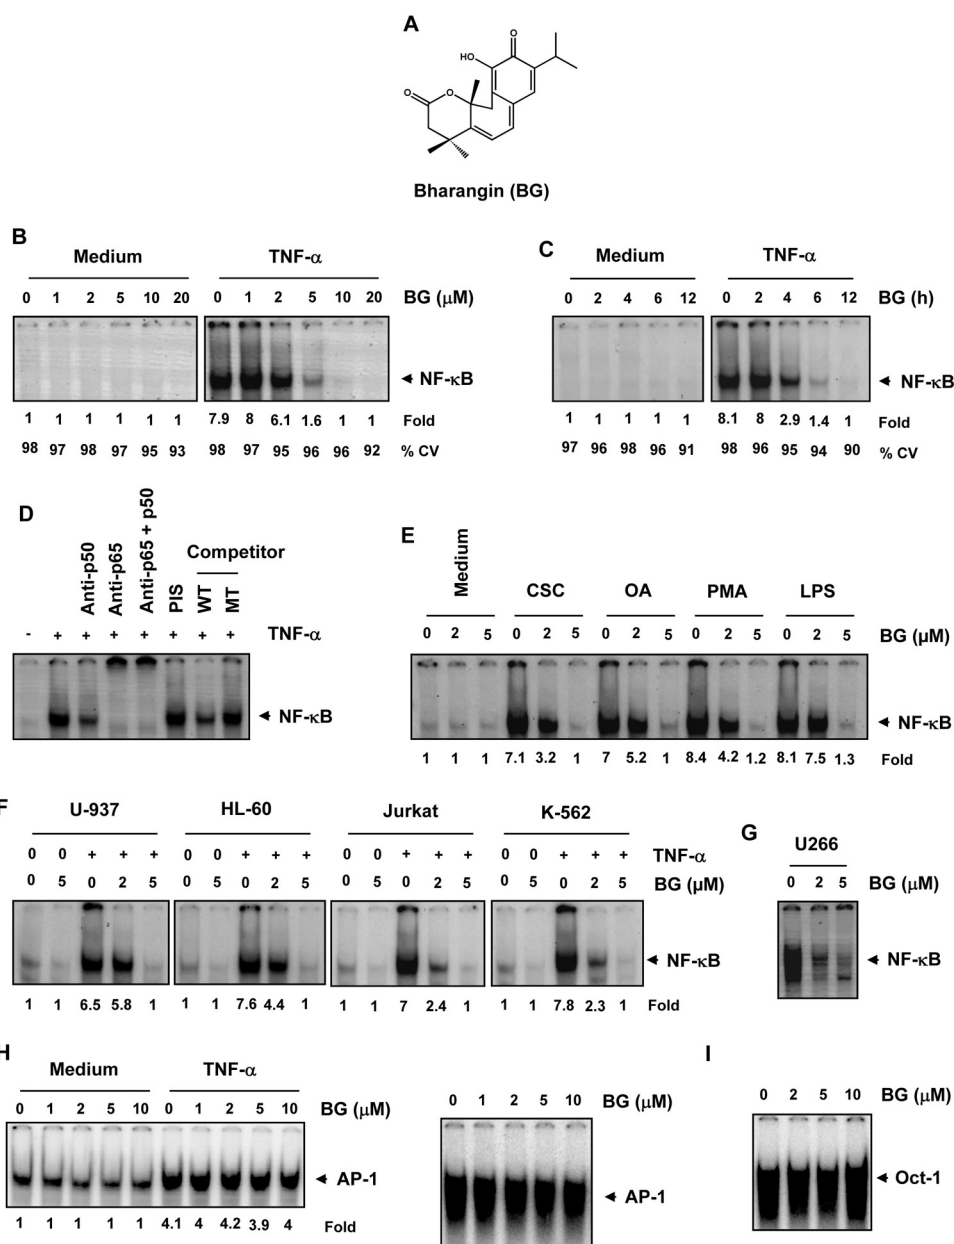 A
O
HO
O
O
Bharangin (BG)
B
Medium TNF-α
0 1 2 5 10 20 0 1 2 5 10 20 BG (μM)
NF-κB
1 1 1 1 1 1 7.9 8 6.1 1.6 1 1 Fold
98 97 98 97 95 93 98 97 95 96 96 92 % CV
C
Medium TNF-α
0 2 4 6 12 0 2 4 6 12 BG (h)
NF-κB
1 1 1 1 1 8.1 8 2.9 1.4 1 Fold
97 96 98 96 91 98 96 95 94 90 % CV
D
Competitor
Anti-p50 Anti-p65 Anti-p65 + p50 PIS WT MT
- + + + + + + + TNF-α
NF-κB
E
Medium CSC OA PMA LPS
0 2 5 0 2 5 0 2 5 0 2 5 0 2 5 BG (μM)
NF-κB
1 1 1 7.1 3.2 1 7 5.2 1 8.4 4.2 1.2 8.1 7.5 1.3 Fold
F
U-937 HL-60 Jurkat K-562
0 0 + + + 0 0 + + + 0 0 + + + 0 0 + + + TNF-α
0 5 0 2 5 0 5 0 2 5 0 5 0 2 5 0 5 0 2 5 BG (μM)
NF-κB
1 1 6.5 5.8 1 1 1 7.6 4.4 1 1 1 7 2.4 1 1 1 7.8 2.3 1 Fold
G
U266
0 2 5 BG (μM)
NF-κB
H
Medium TNF-α
0 1 2 5 10 0 1 2 5 10 BG (μM)
AP-1
1 1 1 1 1 4.1 4 4.2 3.9 4 Fold
0 1 2 5 10 BG (μM)
AP-1
I
0 2 5 10 BG (μM)
Oct-1